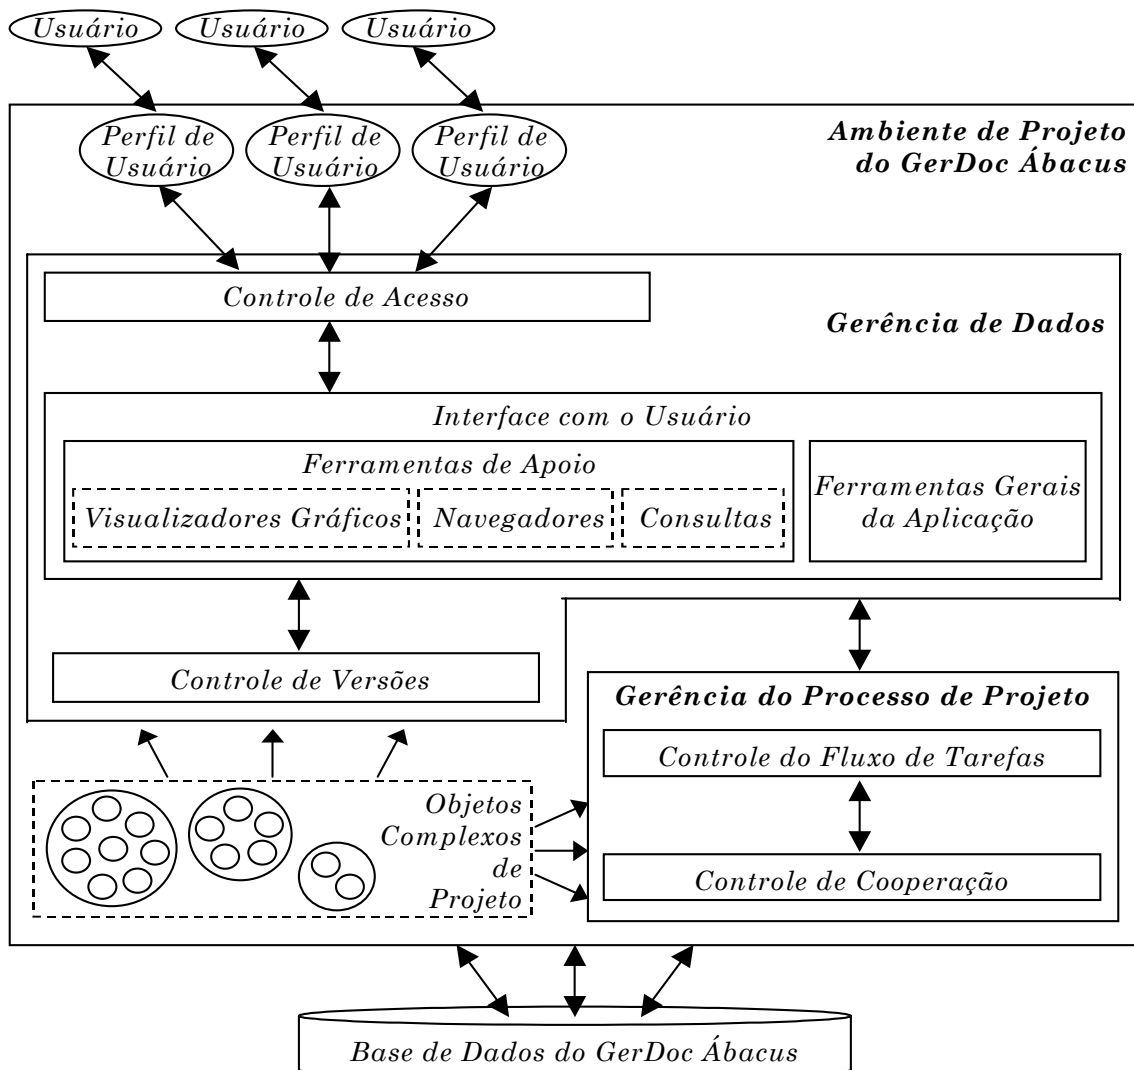 Usuário
Usuário
Usuário
Perfil de
Usuário
Perfil de
Usuário
Perfil de
Usuário
Ambiente de Projeto
do GerDoc Ábacus
Controle de Acesso
Gerência de Dados
Interface com o Usuário
Ferramentas de Apoio
Visualizadores Gráficos
Navegadores
Consultas
Ferramentas Gerais
da Aplicação
Controle de Versões
Gerência do Processo de Projeto
Controle do Fluxo de Tarefas
Controle de Cooperação
Objetos
Complexos
de
Projeto
Base de Dados do GerDoc Ábacus